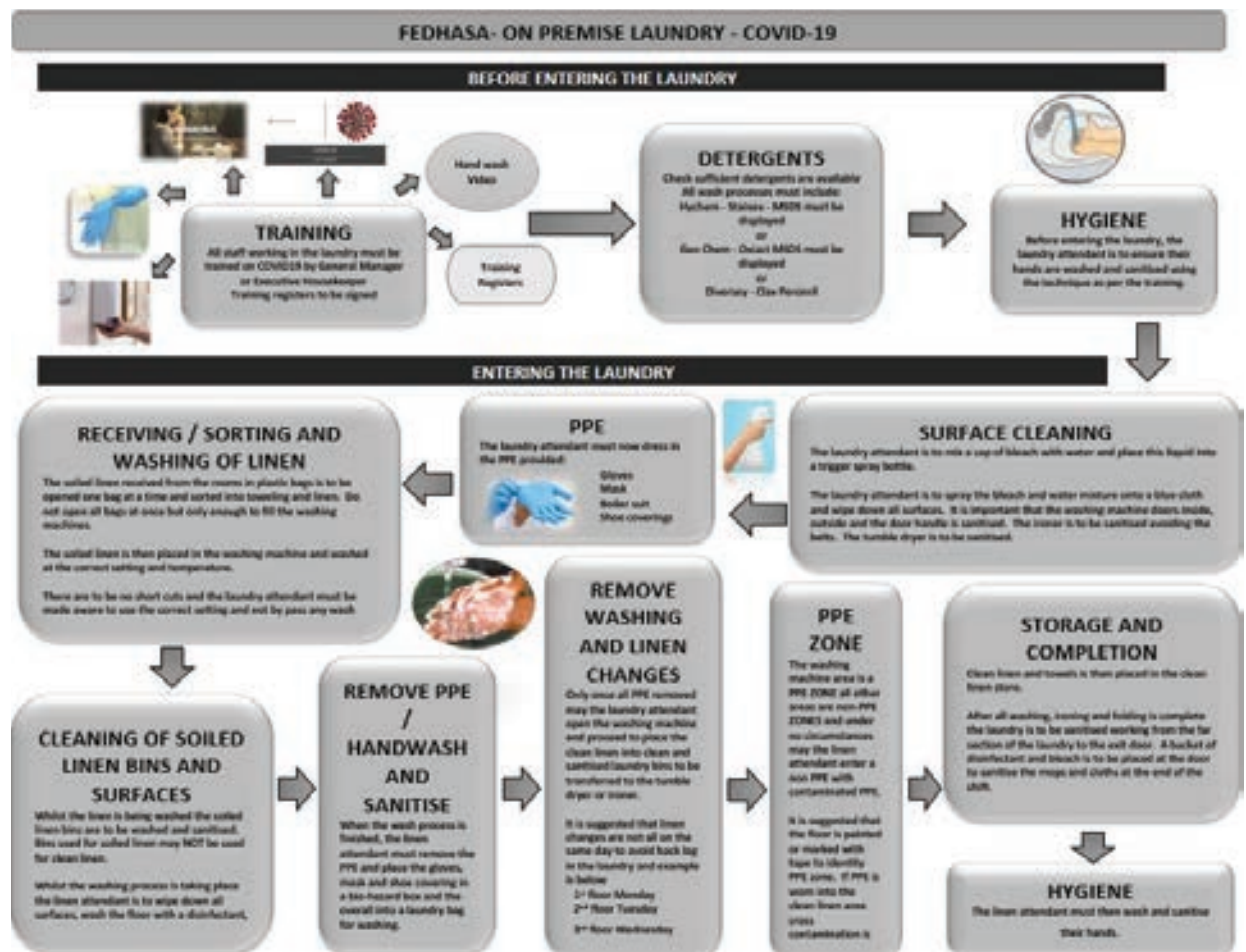 FEDHASA- ON PREMISE LAUNDRY - COVID-19
BEFORE ENTERING THE LAUNDRY
Hand wash
Video
TRAINING
All staff working in the laundry must be
trained on COVID19 by General Manager
or Executive Housekeeper
Training registers to be signed
Training
Registers
DETERGENTS
Check sufficient detergents are available
All wash processes must include:
Hychem - - MSDS must be
displayed
or
Chem - MSDS must be
displayed
or
Diversey - Clax
HYGIENE
Before entering the laundry, the
laundry attendant is to ensure their
hands are washed and sanitised using
the technique as per the training.
ENTERING THE LAUNDRY
RECEIVING / SORTING AND
WASHING OF LINEN
The soiled linen received from the rooms in plastic bags is to be
opened one bag at a time and sorted into toweling and linen. Do
not open all bags at once but only enough to fill the washing
machines.
The soiled linen is then placed in the washing machine and washed
at the correct setting and temperature.
There are to be no short cuts and the laundry attendant must be
made aware to use the correct setting and not by pass any wash
PPE
The laundry attendant must now dress in
the PPE provided:
Gloves
Mask
Boiler suit
Shoe coverings
SURFACE CLEANING
The laundry attendant is to mix a cup of bleach with water and place this liquid into
a trigger spray bottle.
The laundry attendant is to spray the bleach and water mixture onto a blue cloth
and wipe down all surfaces. It is important that the washing machine doors inside,
outside and the door handle is sanitised. The ironer is to be sanitised avoiding the
belts. The tumble dryer is to be sanitised.
CLEANING OF SOILED
LINEN BINS AND
SURFACES
Whilst the linen is being washed the soiled
linen bins are to be washed and sanitised.
Bins used for soiled linen may NOT be used
for clean linen.
Whilst the washing process is taking place
the linen attendant is to wipe down all
surfaces, wash the floor with a disinfectant,
REMOVE PPE
/
HANDWASH
AND
SANITISE
When the wash process is
finished, the linen
attendant must remove the
PPE and place the gloves,
mask and shoe covering in
a bio-hazard box and the
overall into a laundry bag
for washing.
REMOVE
WASHING
AND LINEN
CHANGES
Only once all PPE removed
may the laundry attendant
open the washing machine
and proceed to place the
clean linen into clean and
sanitised laundry bins to be
transferred to the tumble
dryer or ironer.
It is suggested that linen
changes are not all on the
same day to avoid back log
in the laundry and example
is below
1st floor Monday
2nd floor Tuesday
3rd floor Wednesday
PPE
ZONE
The washing
machine area is a
PPE ZONE all other
areas are non-PPE
ZONES and under
no circumstances
may the linen
attendant enter a
non PPE with
contaminated PPE.
It is suggested that
the floor is painted
or marked with
tape to identify
PPE zone. If PPE is
worn into the
clean linen area
cross
contamination is
STORAGE AND
COMPLETION
Clean linen and towels is then placed in the clean
linen store.
After all washing, ironing and folding is complete
the laundry is to be sanitised working from the far
section of the laundry to the exit door. A bucket of
disinfectant and bleach is to be placed at the door
to sanitise the mops and cloths at the end of the
shift.
HYGIENE
The linen attendant must then wash and sanitise
their hands.